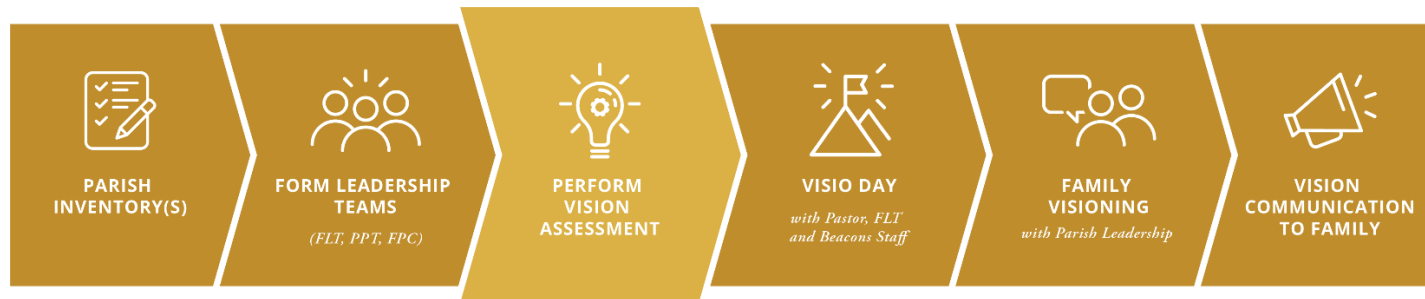 PARISH
INVENTORY(S)
FORM LEADERSHIP
TEAMS
(FLT, PPT, FPC)
PERFORM
VISION
ASSESSMENT
VISIO DAY
with Pastor, FLT
and Beacons Staff
FAMILY
VISIONING
with Parish Leadership
VISION
COMMUNICATION
TO FAMILY